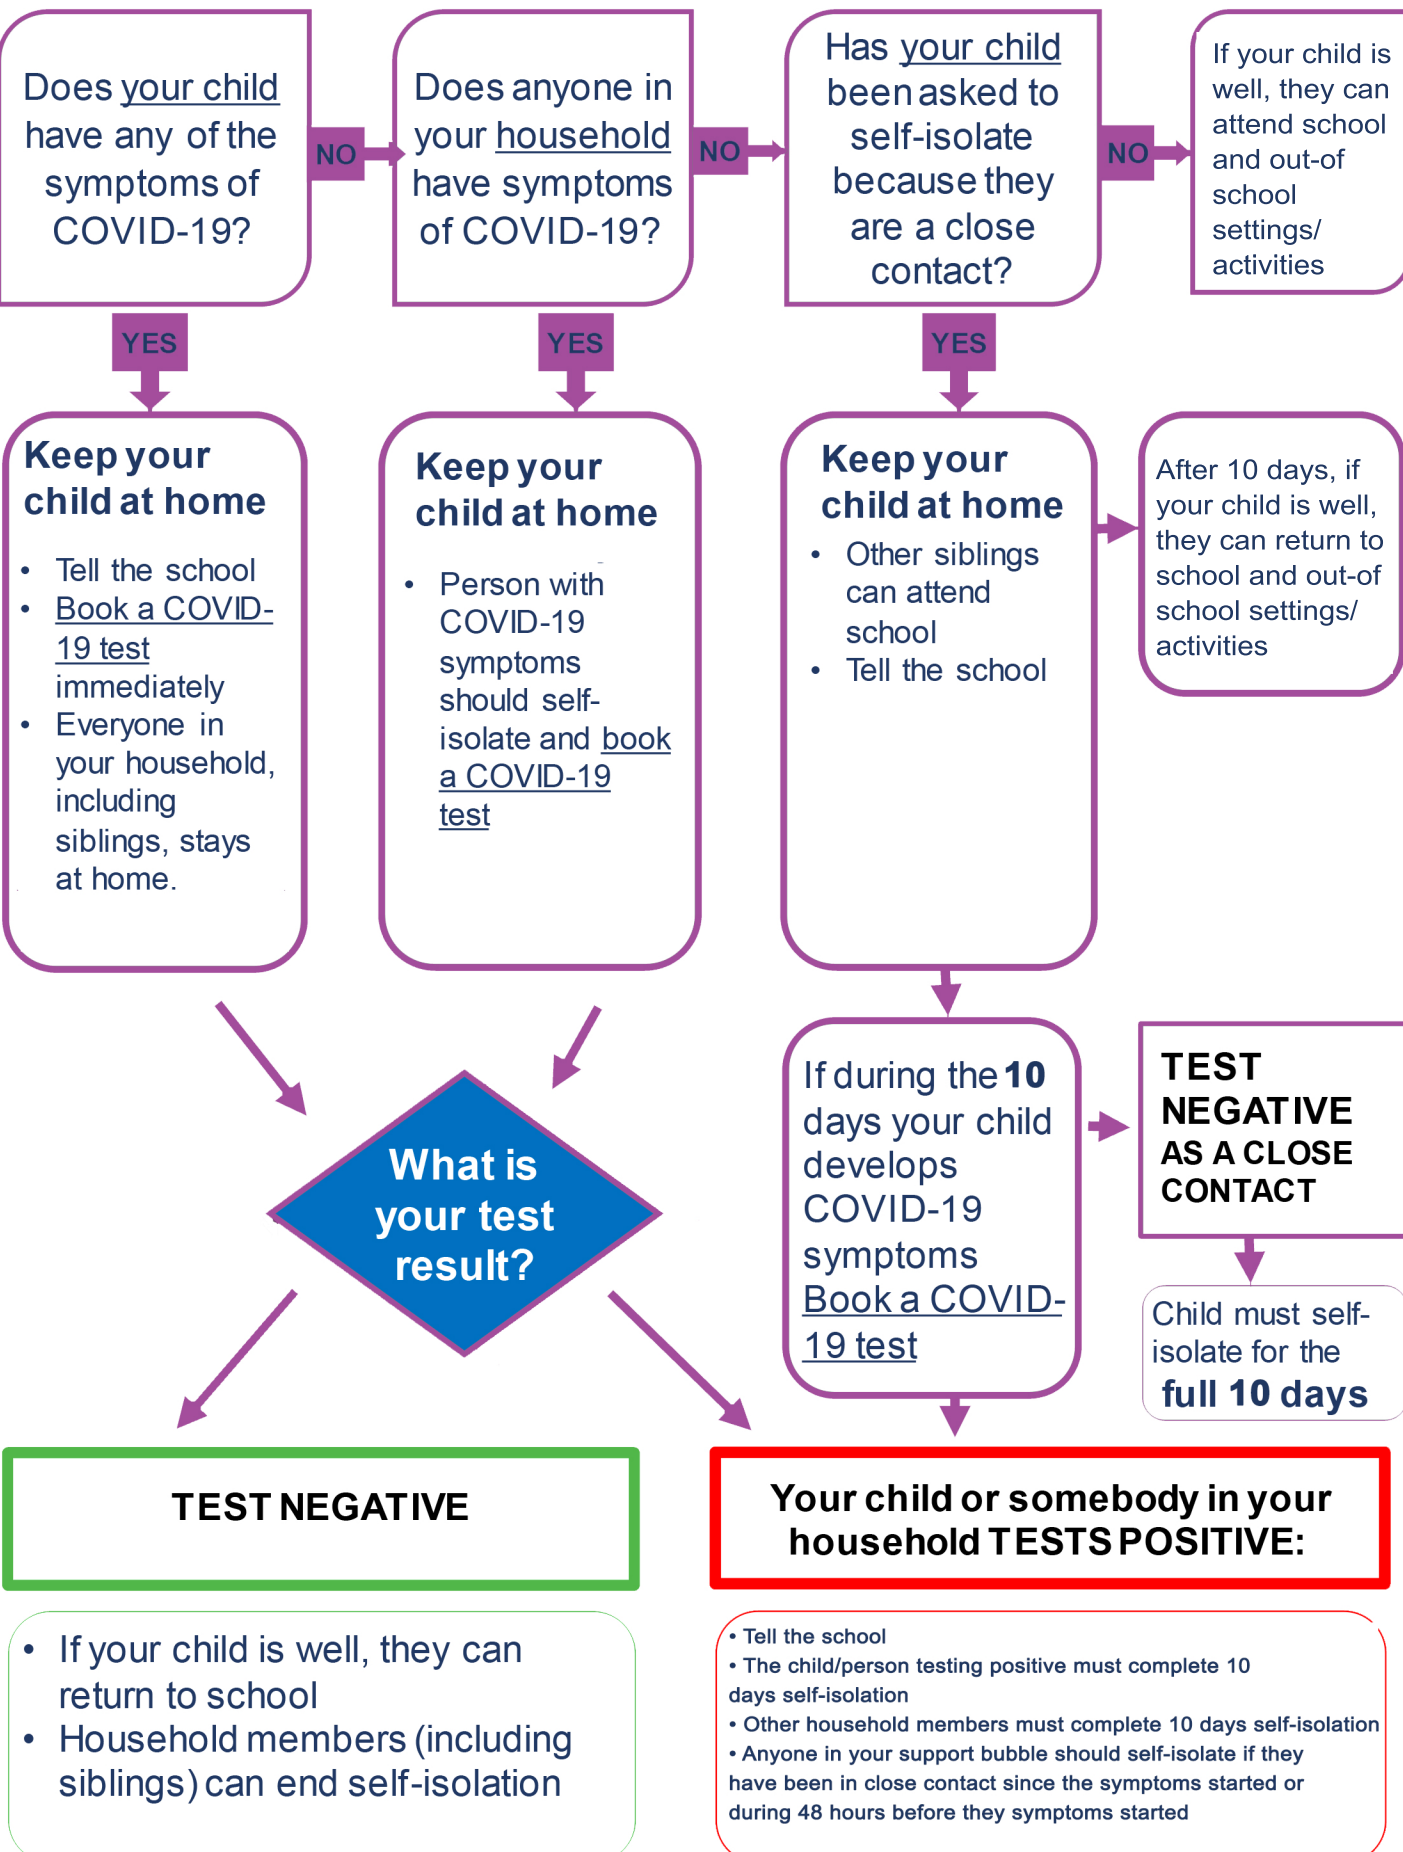 Does your child
have any of the
symptoms of
COVID-19?
NO
Does anyone in
your household
have symptoms
of COVID-19?
NO
Has your child
been asked to
self-isolate
because they
are a close
contact?
NO
If your child is
well, they can
attend school
and out-of
school
settings/
activities
YES
YES
YES
Keep your
child at home
• Tell the school
• Book a COVID-
19 test
immediately
• Everyone in
your household,
including
siblings, stays
at home.
Keep your
child at home
• Person with
COVID-19
symptoms
should self-
isolate and book
a COVID-19
test
Keep your
child at home
• Other siblings
can attend
school
• Tell the school
After 10 days, if
your child is well,
they can return to
school and out-of
school settings/
activities
What is
your test
result?
If during the 10
days your child
develops
COVID-19
symptoms
Book a COVID-
19 test
TEST
NEGATIVE
AS A CLOSE
CONTACT
Child must self-
isolate for the
full 10 days
TEST NEGATIVE
• If your child is well, they can
return to school
• Household members (including
siblings) can end self-isolation
Your child or somebody in your
household TESTS POSITIVE:
• Tell the school
• The child/person testing positive must complete 10
days self-isolation
• Other household members must complete 10 days self-isolation
• Anyone in your support bubble should self-isolate if they
have been in close contact since the symptoms started or
during 48 hours before they symptoms started